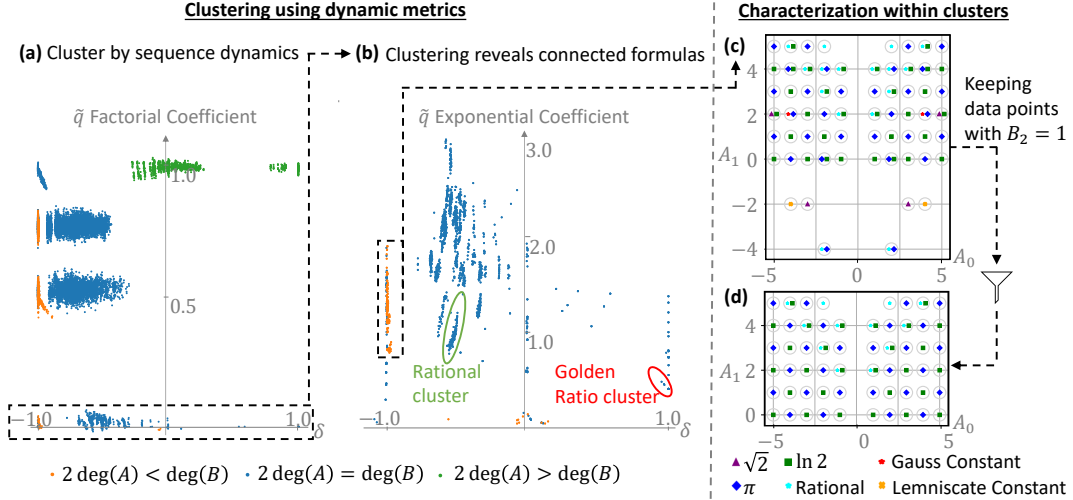 Clustering using dynamic metrics
Characterization within clusters
(a) Cluster by sequence dynamics
(b) Clustering reveals connected formulas
(c)
q̃ Factorial Coefficient
1.0
0.5
−1.0
1.0
δ
q̃ Exponential Coefficient
3.0
2.0
1.0
Rational
cluster
Golden
Ratio cluster
−1.0
1.0
δ
4
2
A₁ 0
−2
−4
−5
0
5
A₀
Keeping
data points
with B₂ = 1
(d)
4
A₁ 2
0
−5
0
5
A₀
2 deg(A) < deg(B)
2 deg(A) = deg(B)
2 deg(A) > deg(B)
√2
ln 2
Gauss Constant
π
Rational
Lemniscate Constant